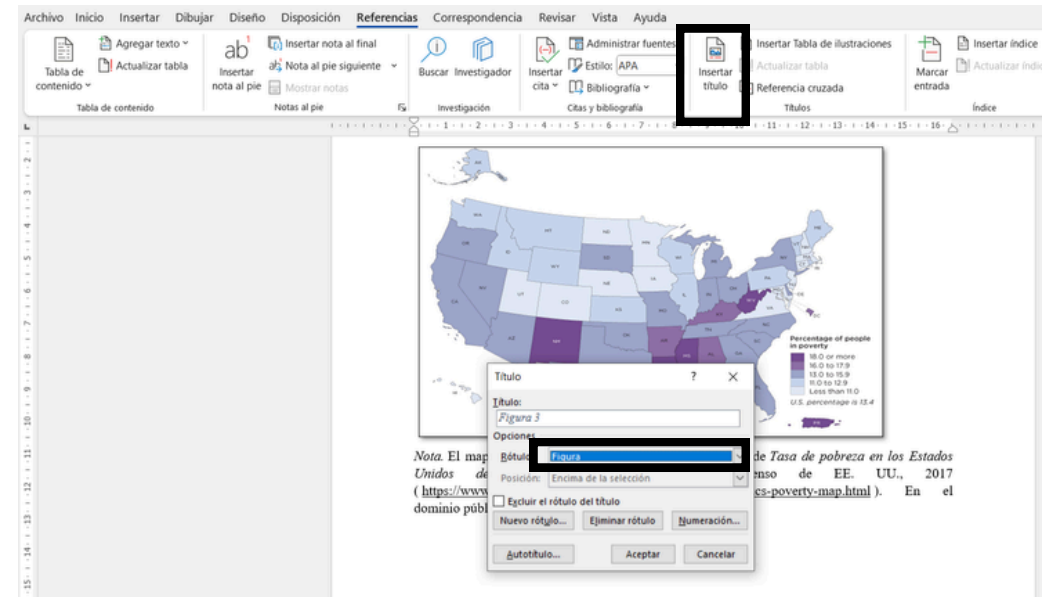 Archivo Inicio Insertar Dibujar Diseño Disposición Referencias Correspondencia Revisar Vista Ayuda
Tabla de contenido
Agregar texto
Actualizar tabla
Tabla de contenido
ab
Insertar nota al pie
Insertar nota al final
Nota al pie siguiente
Mostrar notas
Notas al pie
Buscar Investigador
Investigación
Insertar cita
Administrar fuentes
Estilo: APA
Bibliografía
Citas y bibliografía
Insertar título
Insertar Tabla de ilustraciones
Actualizar tabla
Referencia cruzada
Títulos
Marcar entrada
Insertar índice
Actualizar índic
Índice
Percentage of people
in poverty
18.0 or more
16.0 to 17.9
13.0 to 15.9
11.0 to 12.9
Less than 11.0
U.S. percentage is 13.4
Título ? X
Título:
Figura 3
Opciones
Rótulo
Figura
Posición: Encima de la selección
Excluir el rótulo del título
Nuevo rótulo... Eliminar rótulo Numeración...
Autotítulo... Aceptar Cancelar
Nota. El map de Tasa de pobreza en los Estados
Unidos de enso de EE. UU., 2017
( https://www cs-poverty-map.html ). En el
dominio públ